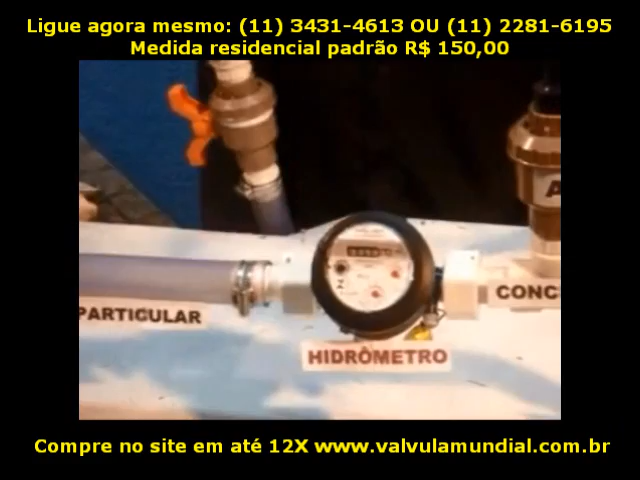 Ligue agora mesmo: (11) 3431-4613 OU (11) 2281-6195
Medida residencial padrão R$ 150,00
PARTICULAR
HIDRÔMETRO
CONC
Compre no site em até 12X www.valvulamundial.com.br